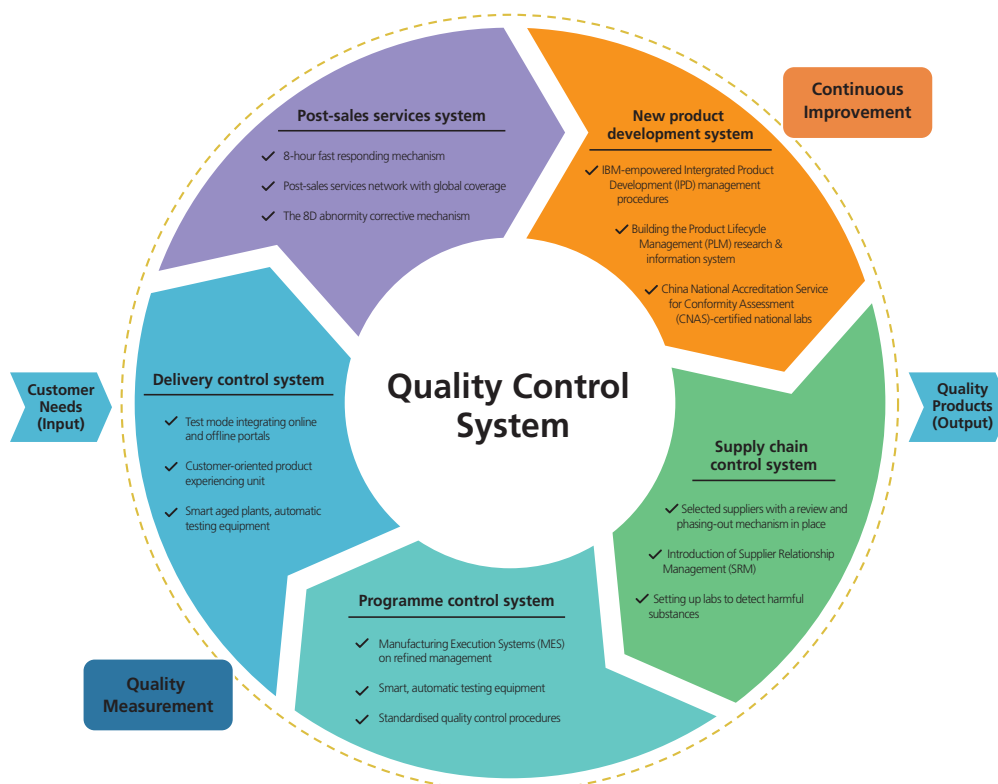 Continuous
Improvement
Post-sales services system
8-hour fast responding mechanism
Post-sales services network with global coverage
The 8D abnormity corrective mechanism
New product
development system
IBM-empowered Intergrated Product
Development (IPD) management
procedures
Building the Product Lifecycle
Management (PLM) research &
information system
China National Accreditation Service
for Conformity Assessment
(CNAS)-certified national labs
Customer
Needs
(Input)
Delivery control system
Test mode integrating online
and offline portals
Customer-oriented product
experiencing unit
Smart aged plants, automatic
testing equipment
Quality Control
System
Quality
Products
(Output)
Supply chain
control system
Selected suppliers with a review and
phasing-out mechanism in place
Introduction of Supplier Relationship
Management (SRM)
Setting up labs to detect harmful
substances
Programme control system
Manufacturing Execution Systems (MES)
on refined management
Smart, automatic testing equipment
Standardised quality control procedures
Quality
Measurement